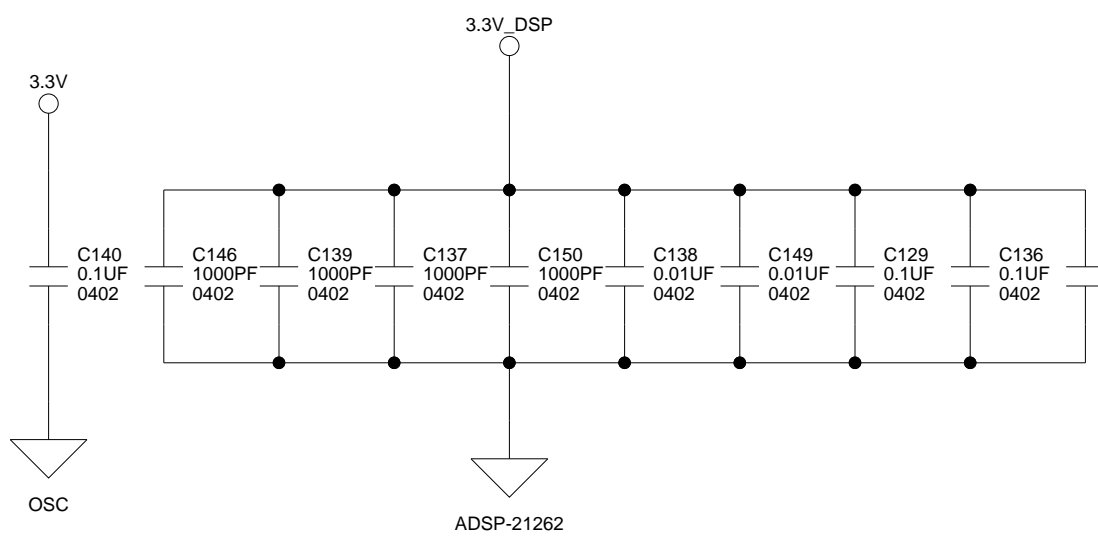 3.3V_DSP
3.3V
C140
0.1UF
0402
C146
1000PF
0402
C139
1000PF
0402
C137
1000PF
0402
C150
1000PF
0402
C138
0.01UF
0402
C149
0.01UF
0402
C129
0.1UF
0402
C136
0.1UF
0402
OSC
ADSP-21262